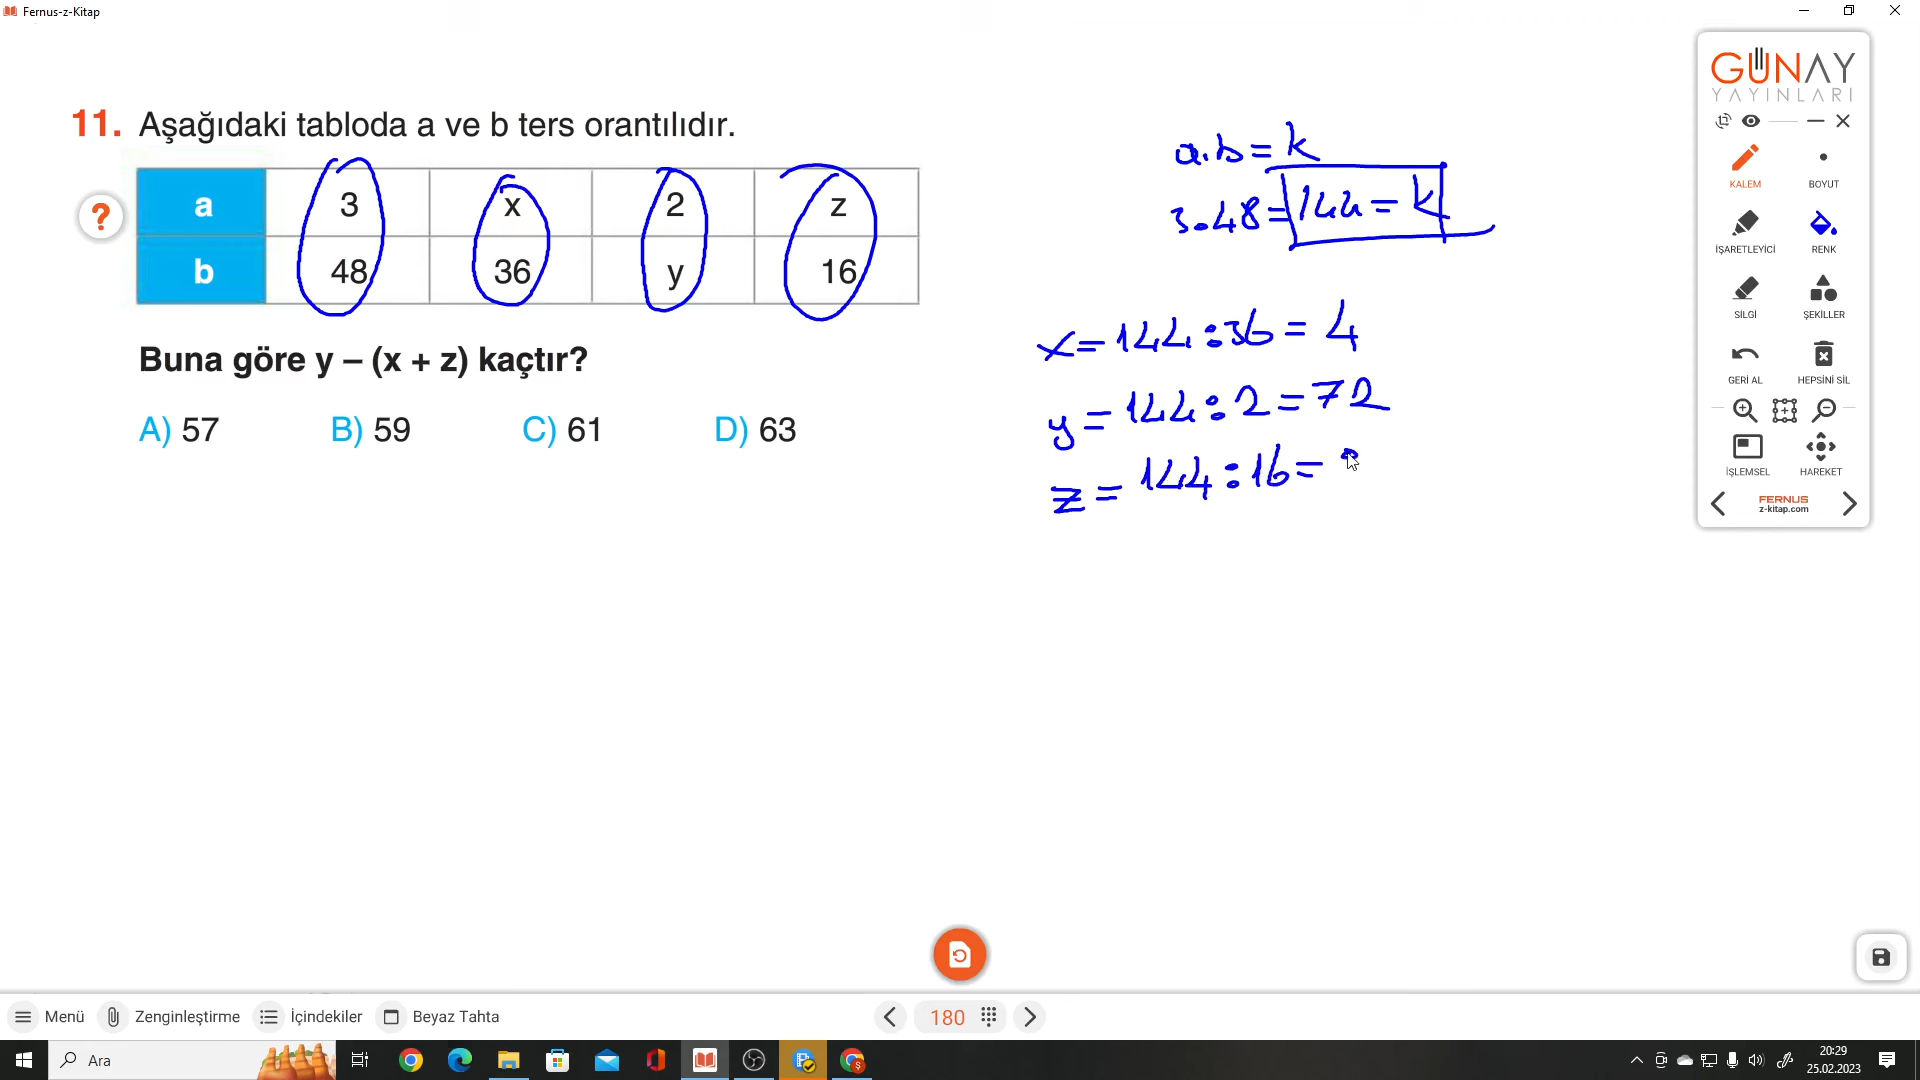 Fernus-z-Kitap
11. Aşağıdaki tabloda a ve b ters orantılıdır.
?
a 3 x 2 z
b 48 36 y 16
Buna göre y – (x + z) kaçtır?
A) 57 B) 59 C) 61 D) 63
a.b = k
3.48 = 144 = k
x = 144 : 36 = 4
y = 144 : 2 = 72
z = 144 : 16 =
GÜNAY
YAYINLARI
KALEM BOYUT
İŞARETLEYİCİ RENK
SİLGİ ŞEKİLLER
GERİ AL HEPSİNİ SİL
İŞLEMSEL HAREKET
FERNUS
z-kitap.com
Menü Zenginleştirme İçindekiler Beyaz Tahta 180
Ara
20:29
25.02.2023